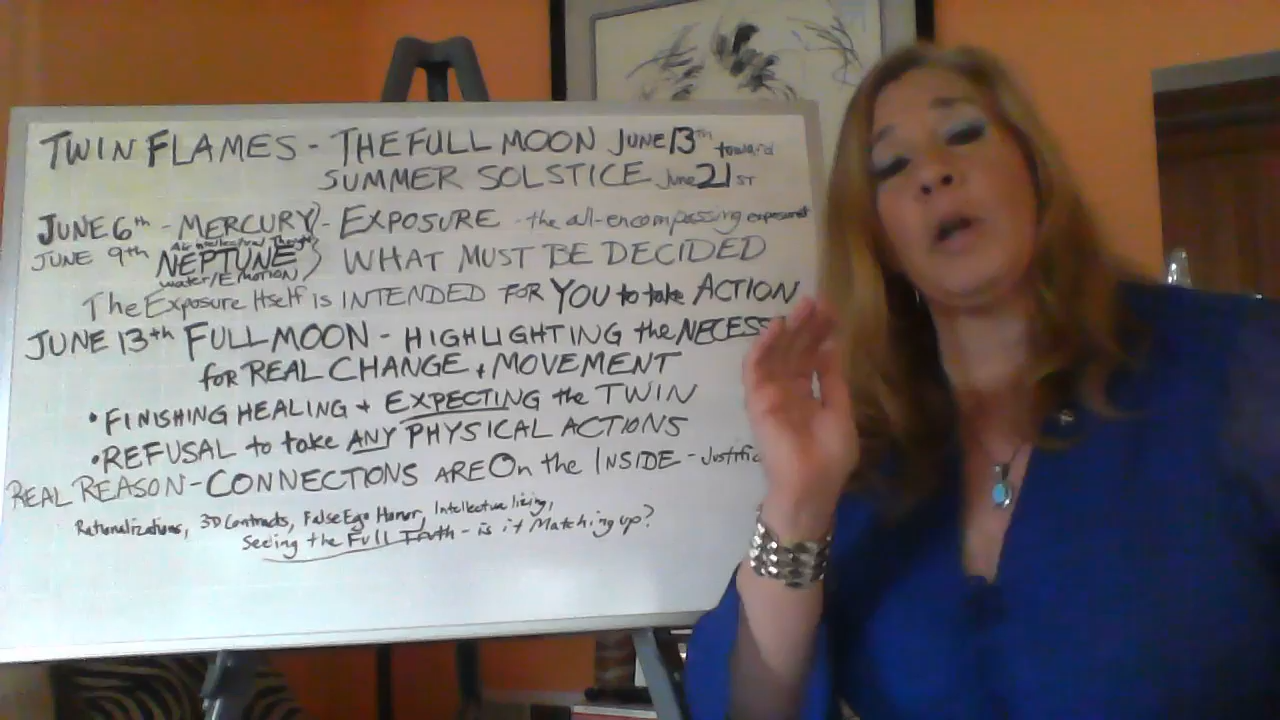 TWIN FLAMES - THE FULL MOON JUNE 13th toward
SUMMER SOLSTICE June 21ST
JUNE 6th - MERCURY) - EXPOSURE - the all-encompassing
Air
JUNE 9th NEPTUNE} WHAT MUST BE DECIDED
water/EMOTION
The Exposure Itself is INTENDED FOR YOU to take ACTION
JUNE 13th FULL MOON - HIGHLIGHTING the NECESS
for REAL CHANGE + MOVEMENT
• FINISHING HEALING + EXPECTING the TWIN
• REFUSAL to take ANY PHYSICAL ACTIONS
REAL REASON - CONNECTIONS ARE On the INSIDE - Justific
Rationalizations, 3D Contracts, False Ego Honor, Intellectualizing,
Seeing the Full Truth - is it Matching up?